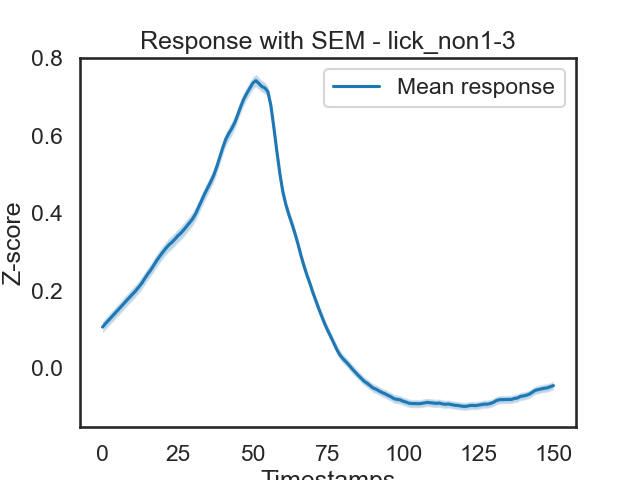 Response with SEM - lick_non1-3
Mean response
Z-score
0.8
0.6
0.4
0.2
0.0
0 25 50 75 100 125 150
Timestamps